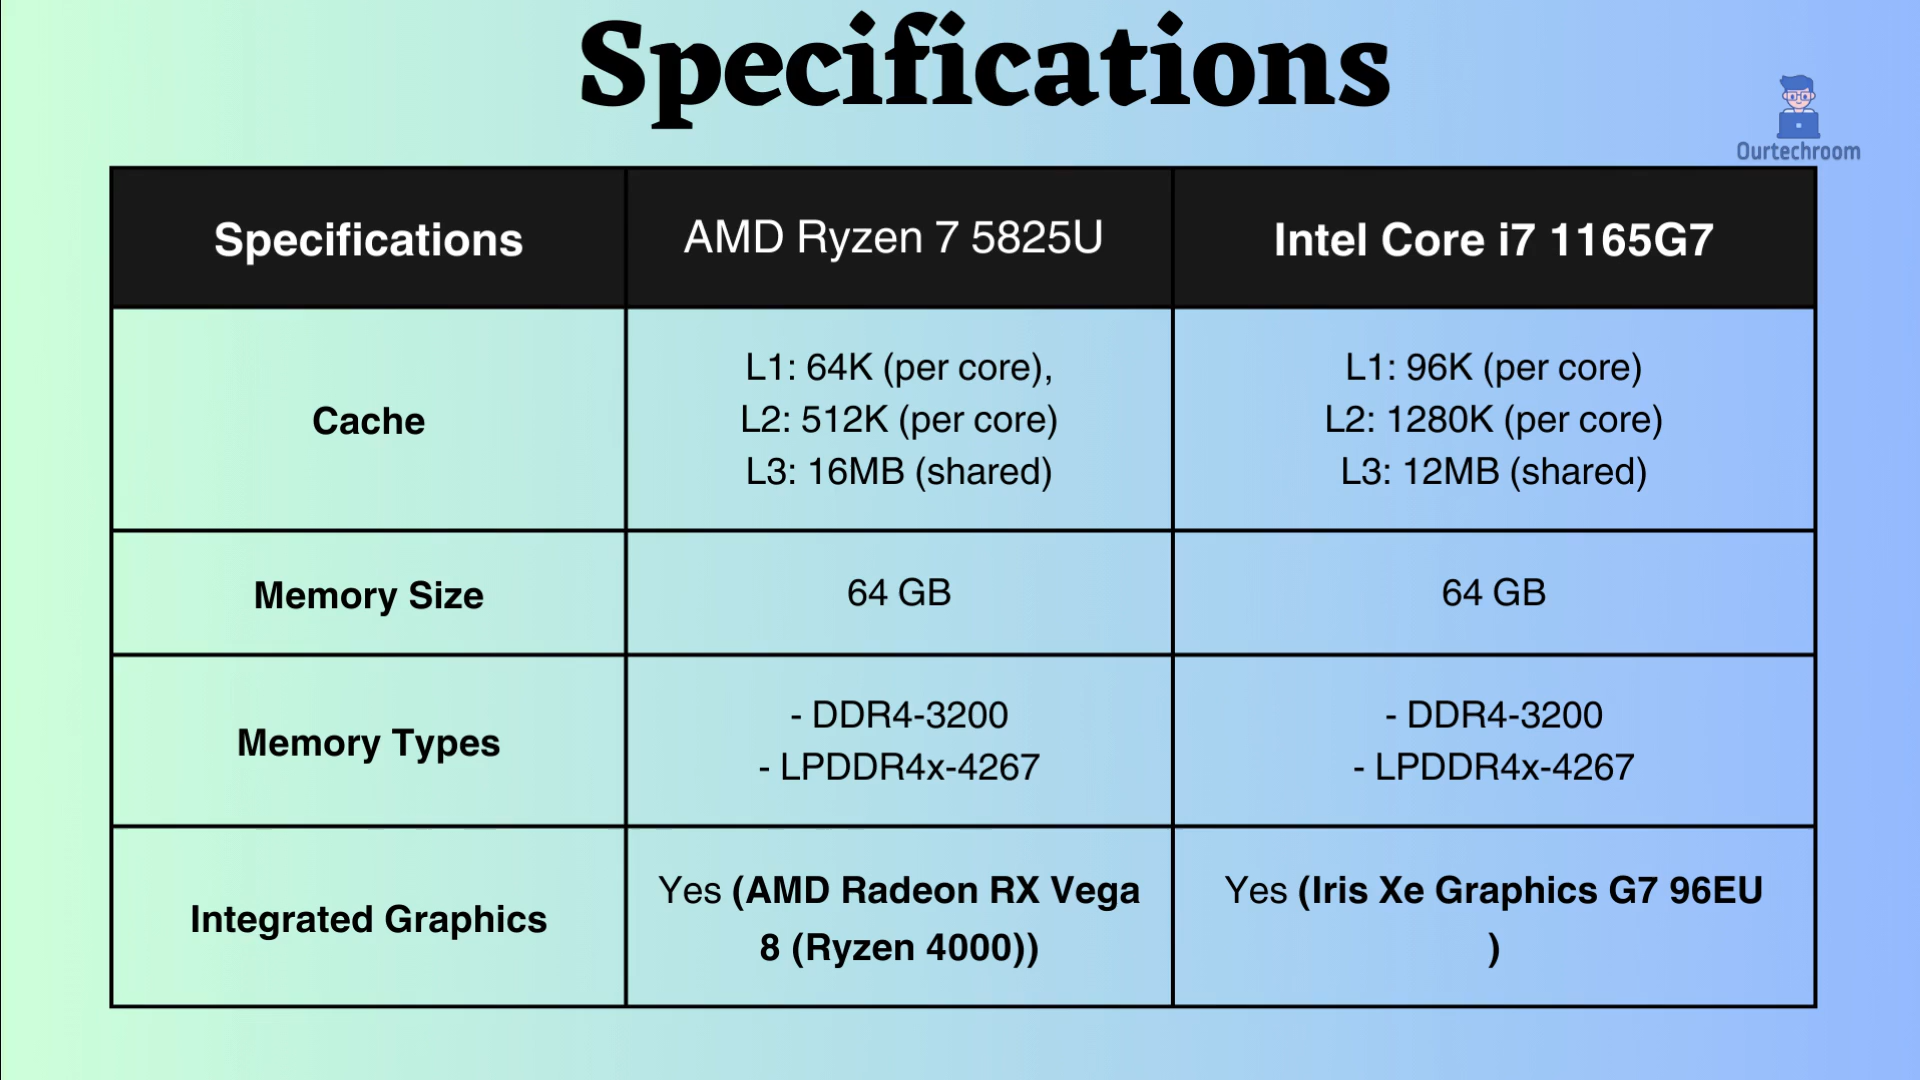 Specifications
Ourtechroom
Specifications
AMD Ryzen 7 5825U
Intel Core i7 1165G7
Cache
L1: 64K (per core),
L2: 512K (per core)
L3: 16MB (shared)
L1: 96K (per core)
L2: 1280K (per core)
L3: 12MB (shared)
Memory Size
64 GB
64 GB
Memory Types
- DDR4-3200
- LPDDR4x-4267
- DDR4-3200
- LPDDR4x-4267
Integrated Graphics
Yes (AMD Radeon RX Vega
8 (Ryzen 4000))
Yes (Iris Xe Graphics G7 96EU
)